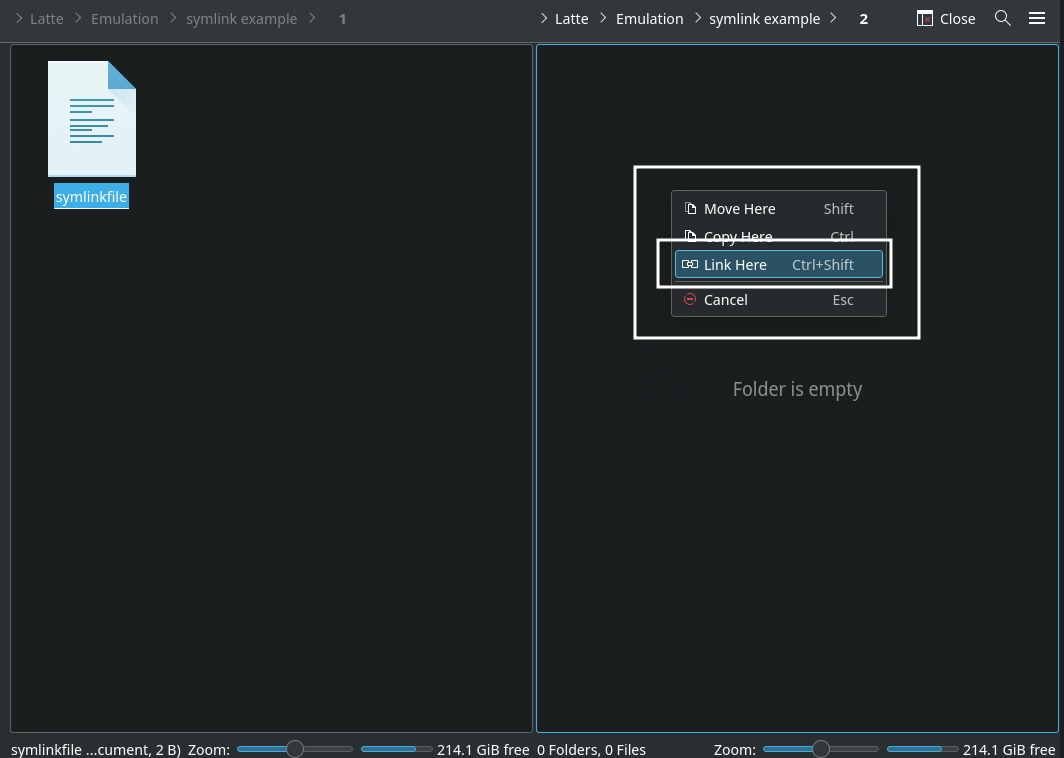 Latte Emulation symlink example 1
Latte Emulation symlink example 2 Close
symlinkfile
Move Here Shift
Copy Here Ctrl
Link Here Ctrl+Shift
Cancel Esc
Folder is empty
symlinkfile ...cument, 2 B) Zoom: 214.1 GiB free
0 Folders, 0 Files Zoom: 214.1 GiB free